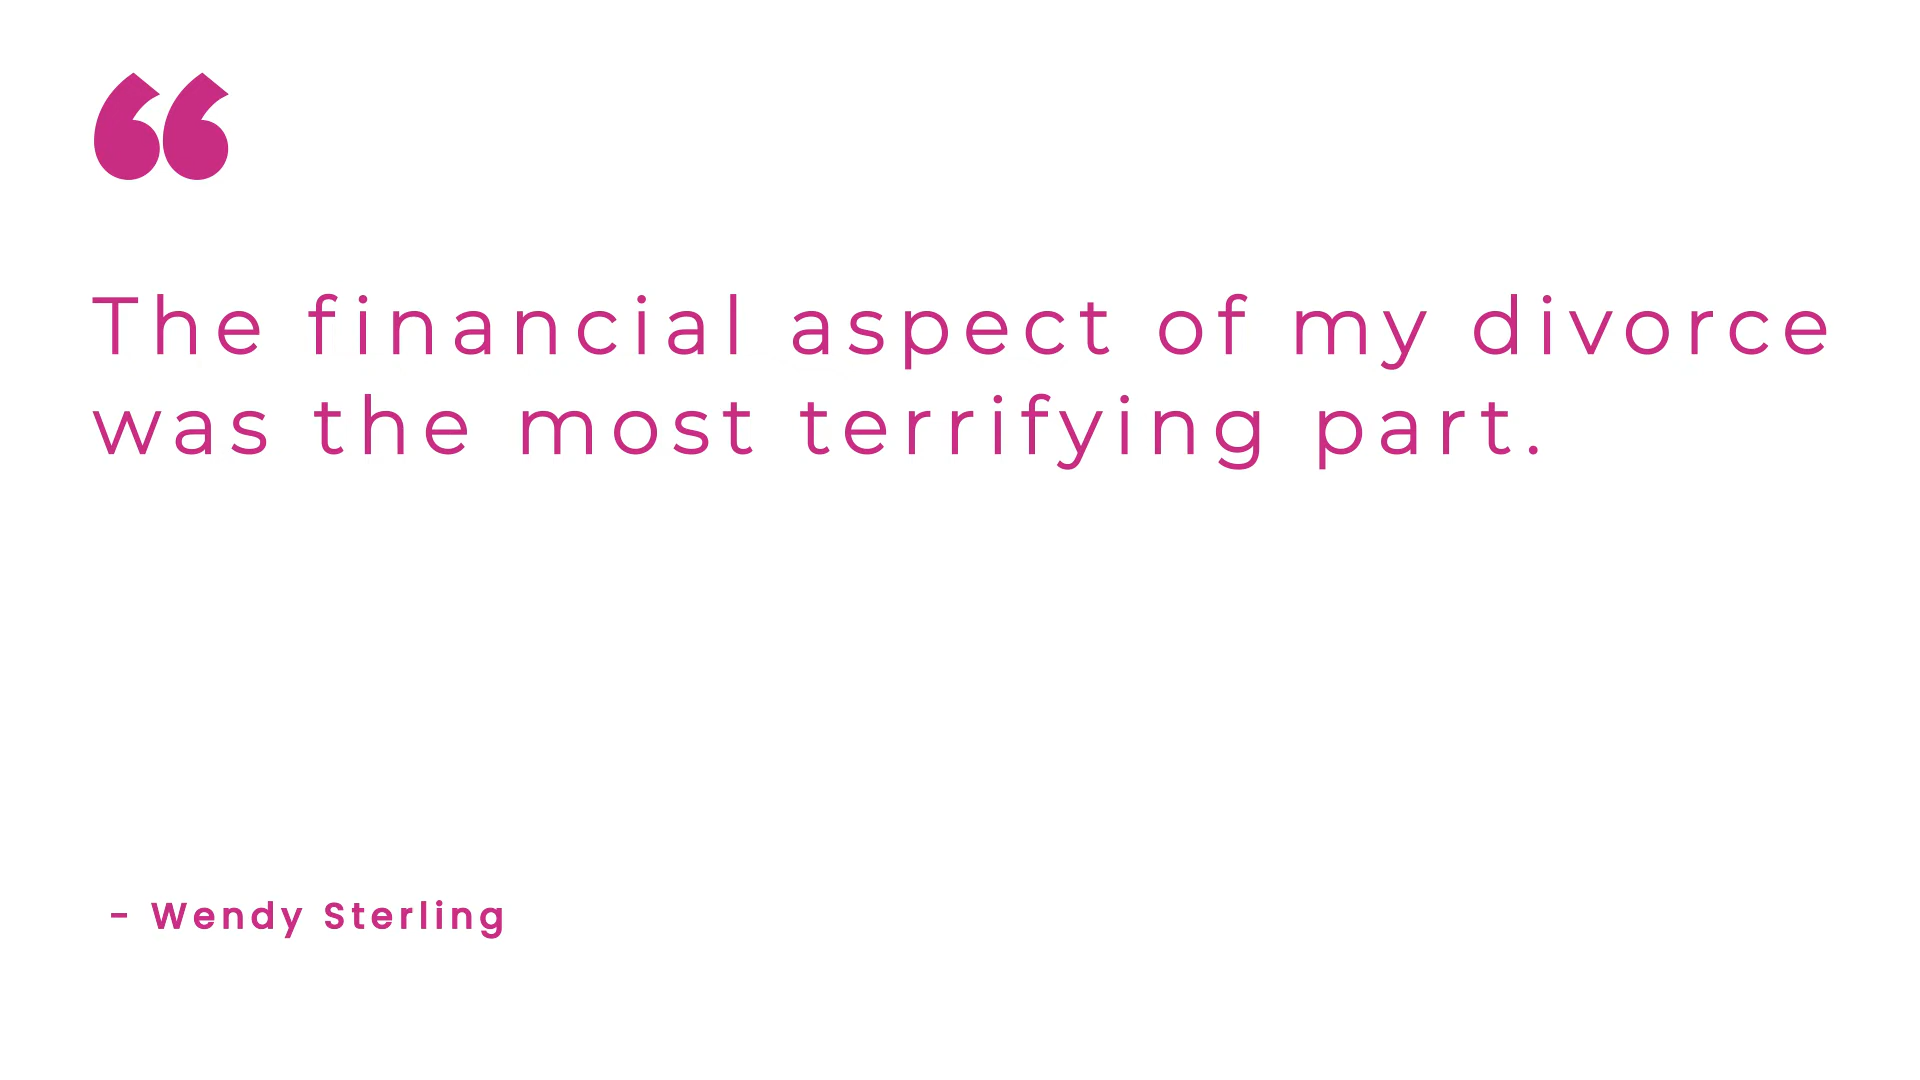 “
The financial aspect of my divorce
was the most terrifying part.
- Wendy Sterling